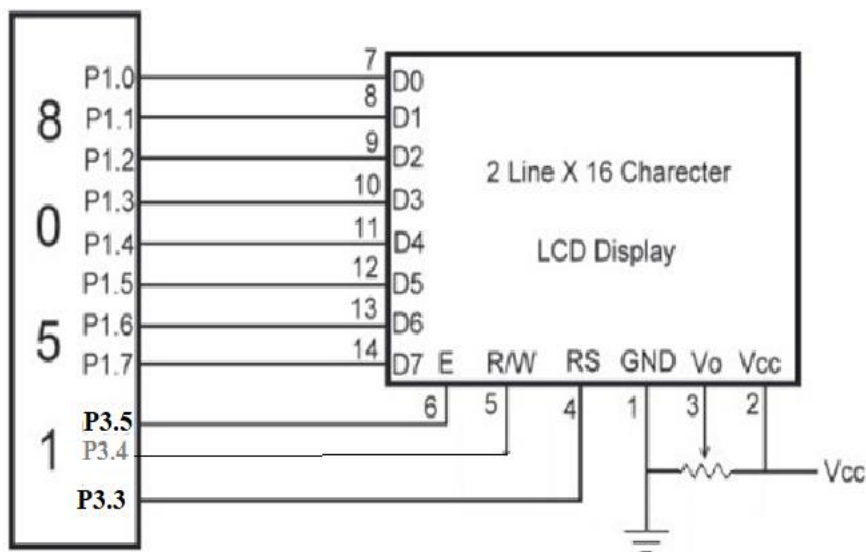 8
0
5
1
P1.0
P1.1
P1.2
P1.3
P1.4
P1.5
P1.6
P1.7
P3.5
P3.4
P3.3
7
8
9
10
11
12
13
14
D0
D1
D2
D3
D4
D5
D6
D7
2 Line X 16 Charecter
LCD Display
E R/W RS GND Vo Vcc
6 5 4 1 3 2
Vcc